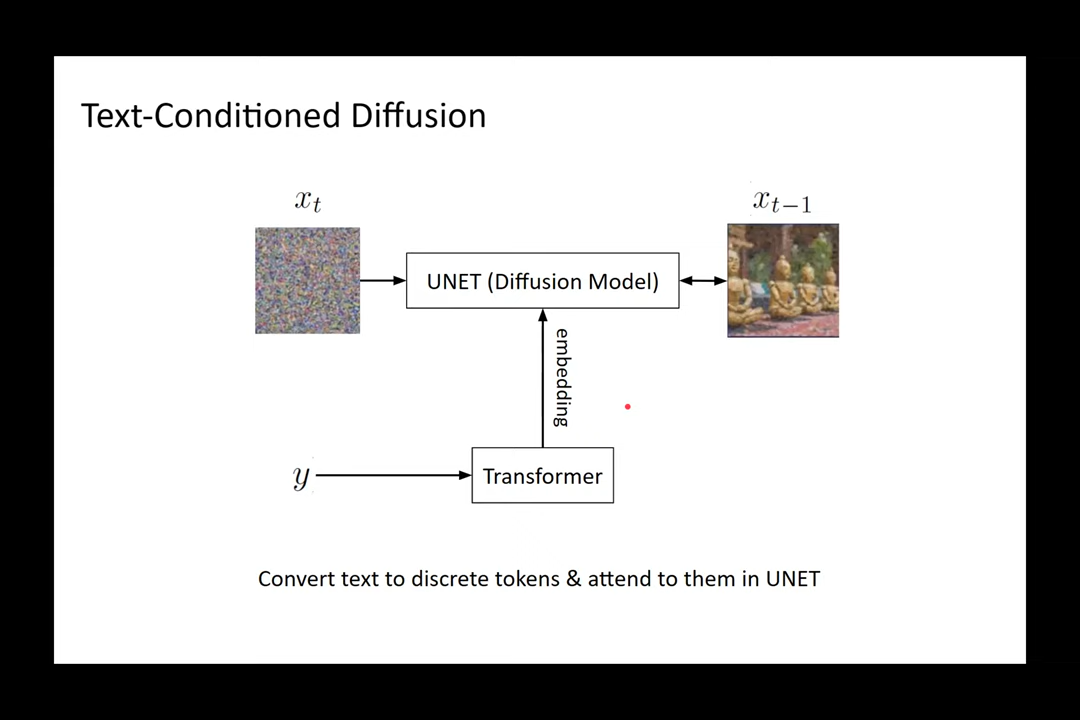 Text-Conditioned Diffusion
x_t
x_{t-1}
UNET (Diffusion Model)
embedding
y
Transformer
Convert text to discrete tokens & attend to them in UNET